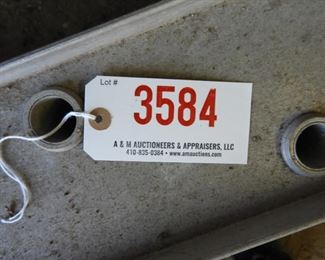 Lot #
3584
A & M AUCTIONEERS & APPRAISERS, LLC
410-835-0384 • www.amauctions.com